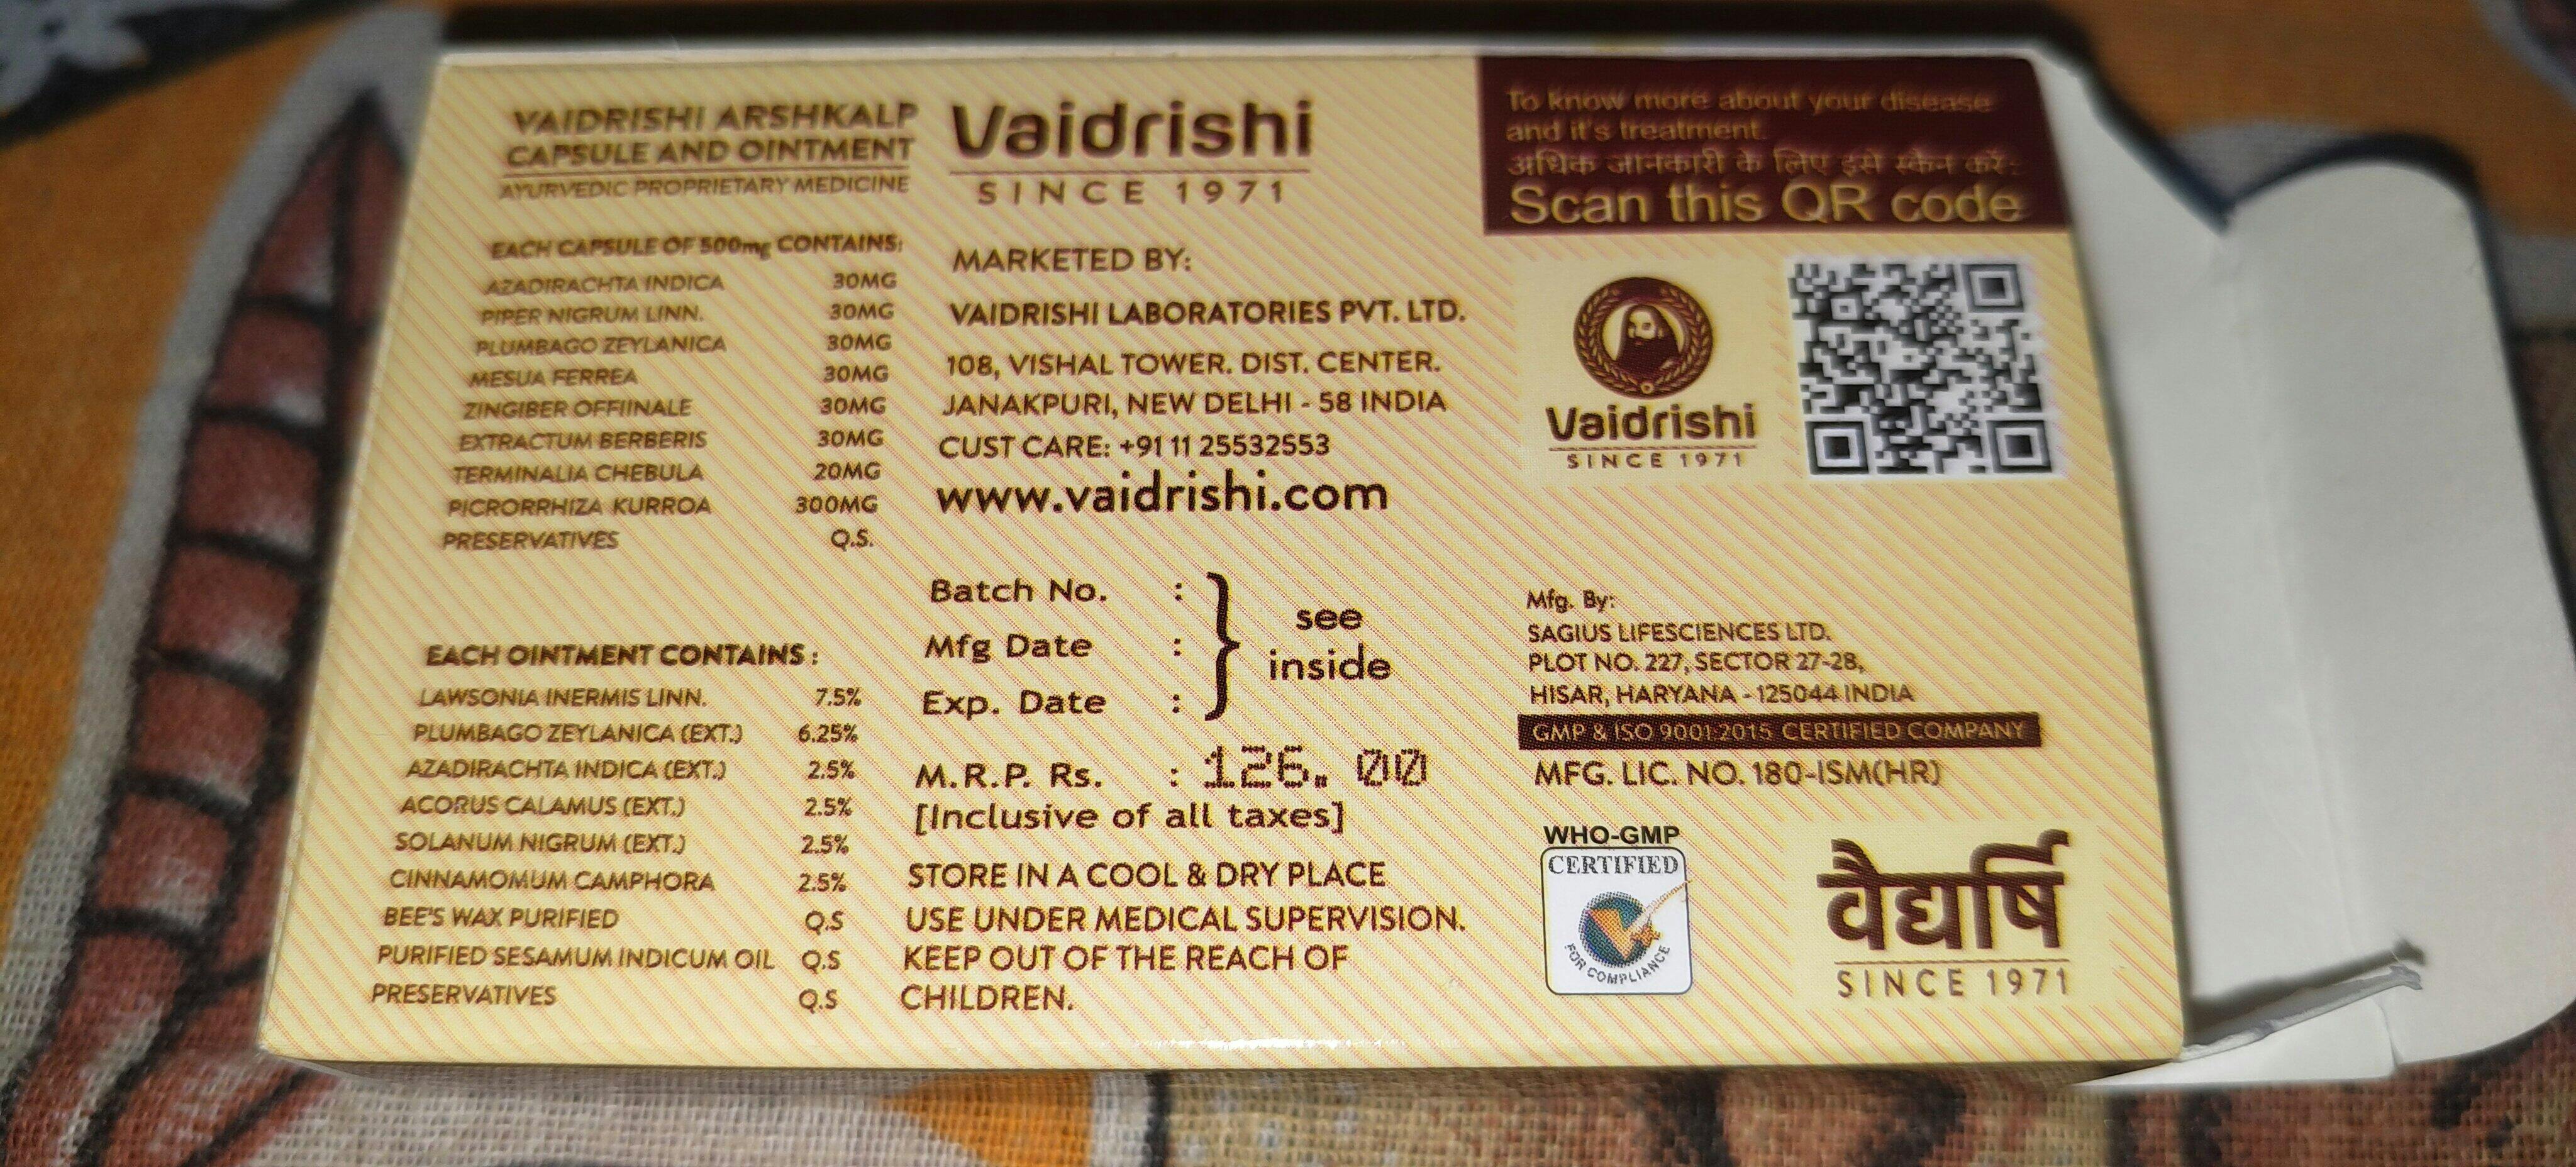 VAIDRISHI ARSHKALP
CAPSULE AND OINTMENT
AYURVEDIC PROPRIETARY MEDICINE
EACH CAPSULE OF 500mg CONTAINS:
AZADIRACHTA INDICA 30MG
PIPER NIGRUM LINN. 30MG
PLUMBAGO ZEYLANICA 30MG
MESUA FERREA 30MG
ZINGIBER OFFIINALE 30MG
EXTRACTUM BERBERIS 30MG
TERMINALIA CHEBULA 20MG
PICRORRHIZA KURROA 300MG
PRESERVATIVES Q.S.
EACH OINTMENT CONTAINS :
LAWSONIA INERMIS LINN. 7.5%
PLUMBAGO ZEYLANICA (EXT.) 6.25%
AZADIRACHTA INDICA (EXT.) 2.5%
ACORUS CALAMUS (EXT.) 2.5%
SOLANUM NIGRUM (EXT.) 2.5%
CINNAMOMUM CAMPHORA 2.5%
BEE'S WAX PURIFIED Q.S
PURIFIED SESAMUM INDICUM OIL Q.S
PRESERVATIVES Q.S
Vaidrishi
SINCE 1971
MARKETED BY:
VAIDRISHI LABORATORIES PVT. LTD.
108, VISHAL TOWER. DIST. CENTER.
JANAKPURI, NEW DELHI - 58 INDIA
CUST CARE: +91 11 25532553
www.vaidrishi.com
Batch No. :
Mfg Date :
Exp. Date :
see
inside
M.R.P. Rs. : 126.00
[Inclusive of all taxes]
STORE IN A COOL & DRY PLACE
USE UNDER MEDICAL SUPERVISION.
KEEP OUT OF THE REACH OF
CHILDREN.
To know more about your disease
and it's treatment.
अधिक जानकारी के लिए इसे स्केन करें:
Scan this QR code
Vaidrishi
SINCE 1971
Mfg. By:
SAGIUS LIFESCIENCES LTD.
PLOT NO. 227, SECTOR 27-28,
HISAR, HARYANA - 125044 INDIA
GMP & ISO 9001:2015 CERTIFIED COMPANY
MFG. LIC. NO. 180-ISM(HR)
WHO-GMP
CERTIFIED
FOR COMPLIANCE
वैद्यर्षि
SINCE 1971